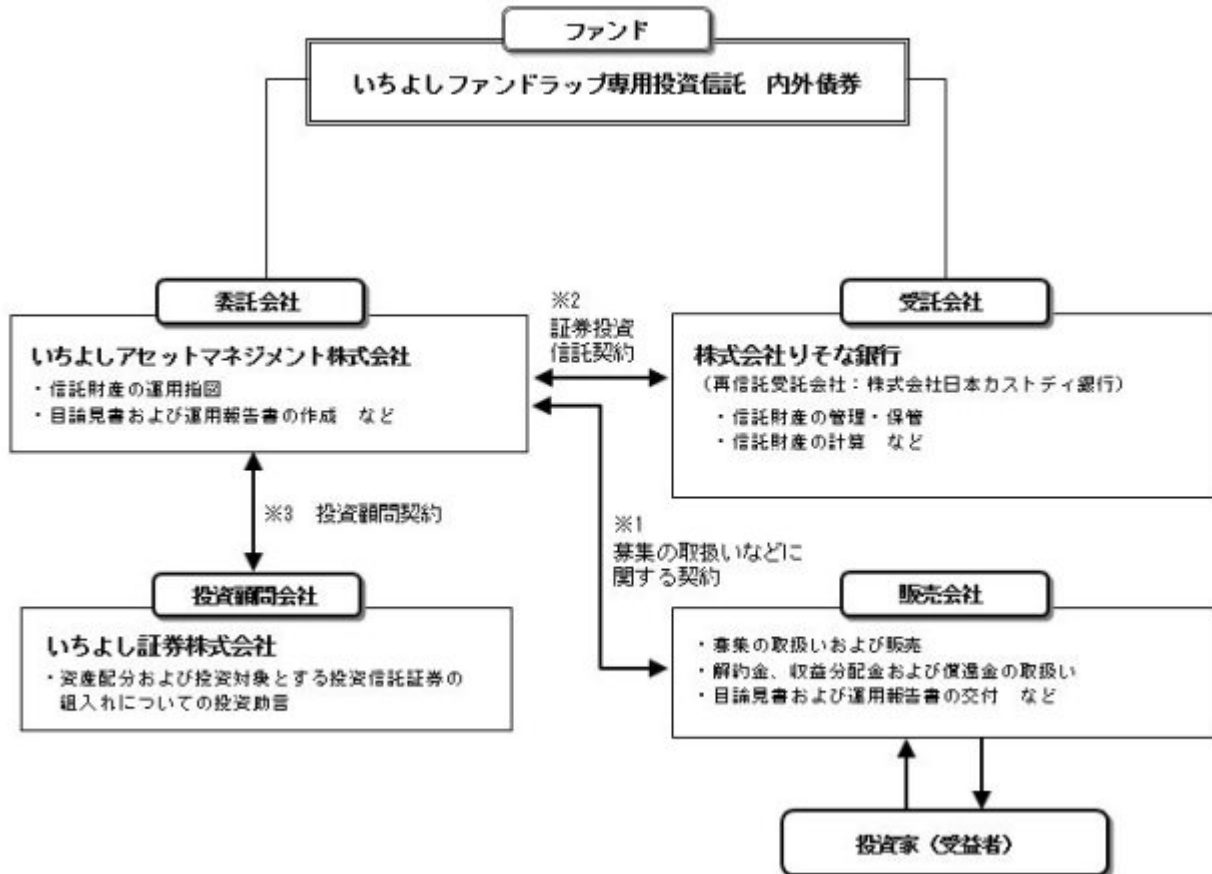 ファンド
いちよしファンドラップ専用投資信託　内外債券
委託会社
いちよしアセットマネジメント株式会社
・信託財産の運用指図
・目論見書および運用報告書の作成　など
※2
証券投資
信託契約
受託会社
株式会社りそな銀行
（再信託受託会社：株式会社日本カストディ銀行）
・信託財産の管理・保管
・信託財産の計算　など
※3　投資顧問契約
※1
募集の取扱いなどに
関する契約
投資顧問会社
いちよし証券株式会社
・資産配分および投資対象とする投資信託証券の
組入れについての投資助言
販売会社
・募集の取扱いおよび販売
・解約金、収益分配金および償還金の取扱い
・目論見書および運用報告書の交付　など
投資家（受益者）